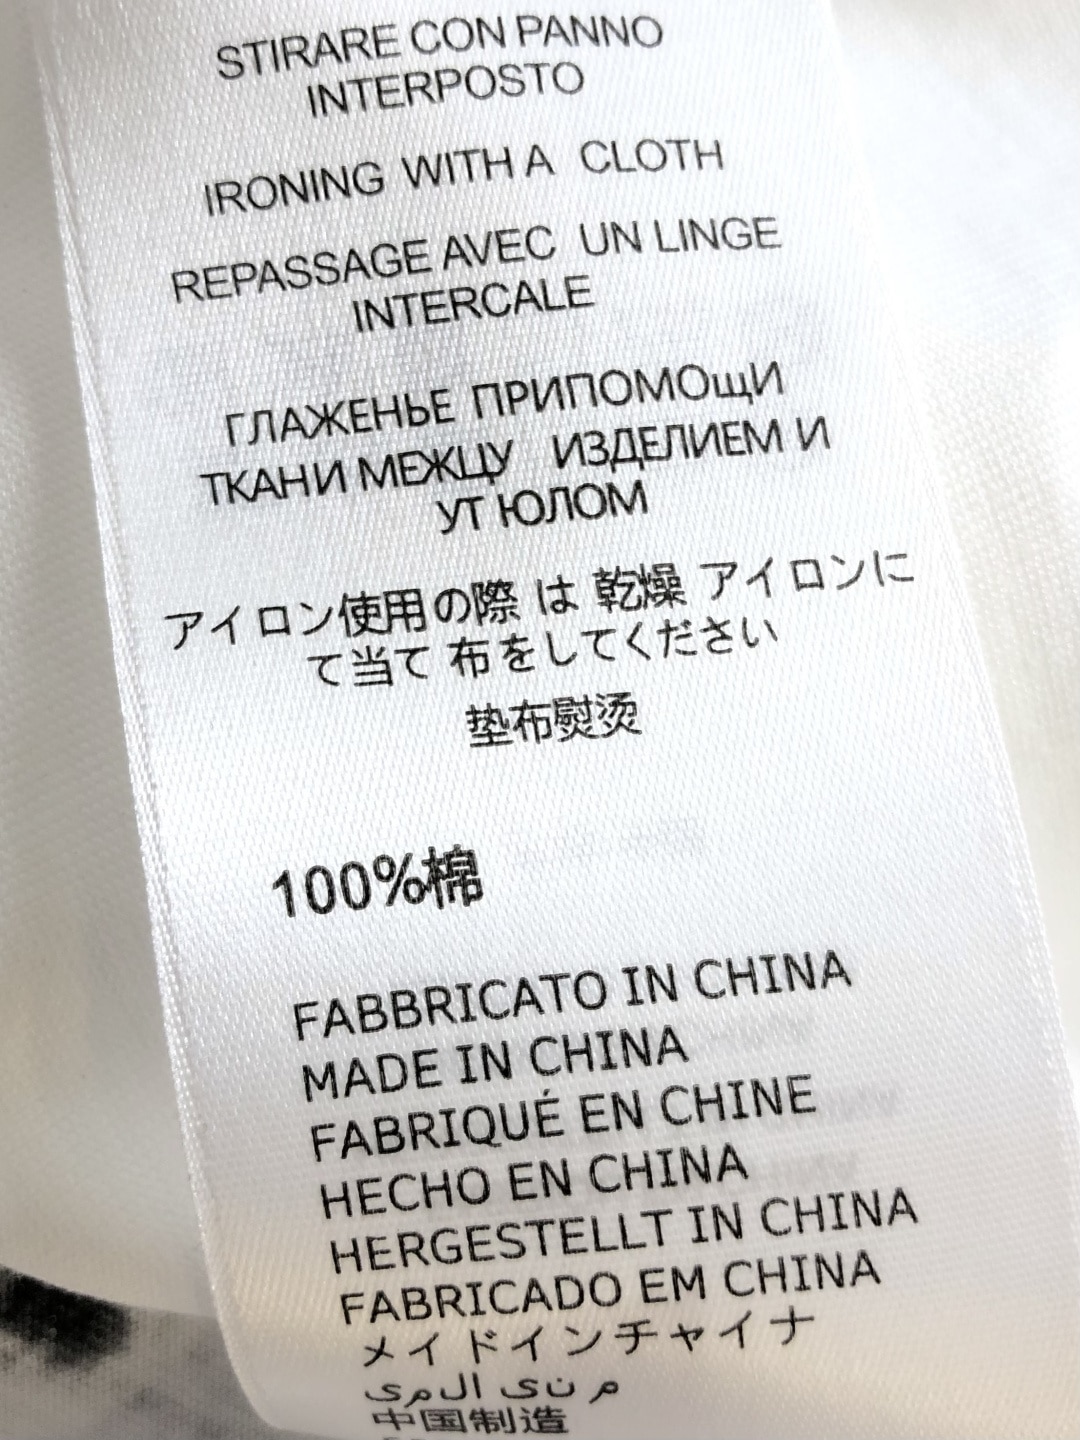 STIRARE CON PANNO
INTERPOSTO
IRONING WITH A CLOTH
REPASSAGE AVEC UN LINGE
INTERCALE
ГЛАЖЕНЬЕ ПРИПОМОщИ
ТКАНИ МЕЖЦУ ИЗДЕЛИЕМ И
УТ ЮЛОМ
アイロン使用の際 は 乾燥 アイロンに
て当て 布をしてください
垫布熨烫
100%棉
FABBRICATO IN CHINA
MADE IN CHINA
FABRIQUÉ EN CHINE
HECHO EN CHINA
HERGESTELLT IN CHINA
FABRICADO EM CHINA
メイドインチャイナ
中国制造